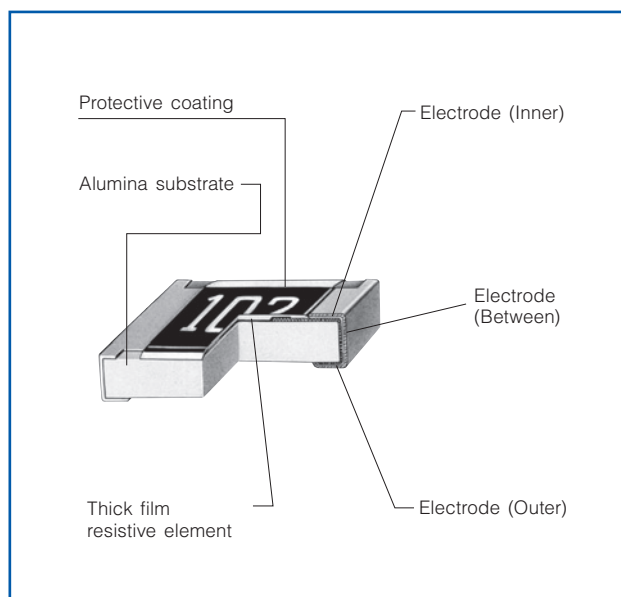 Protective coating
Electrode (Inner)
Alumina substrate
102
Electrode
(Between)
Thick film
resistive element
Electrode (Outer)